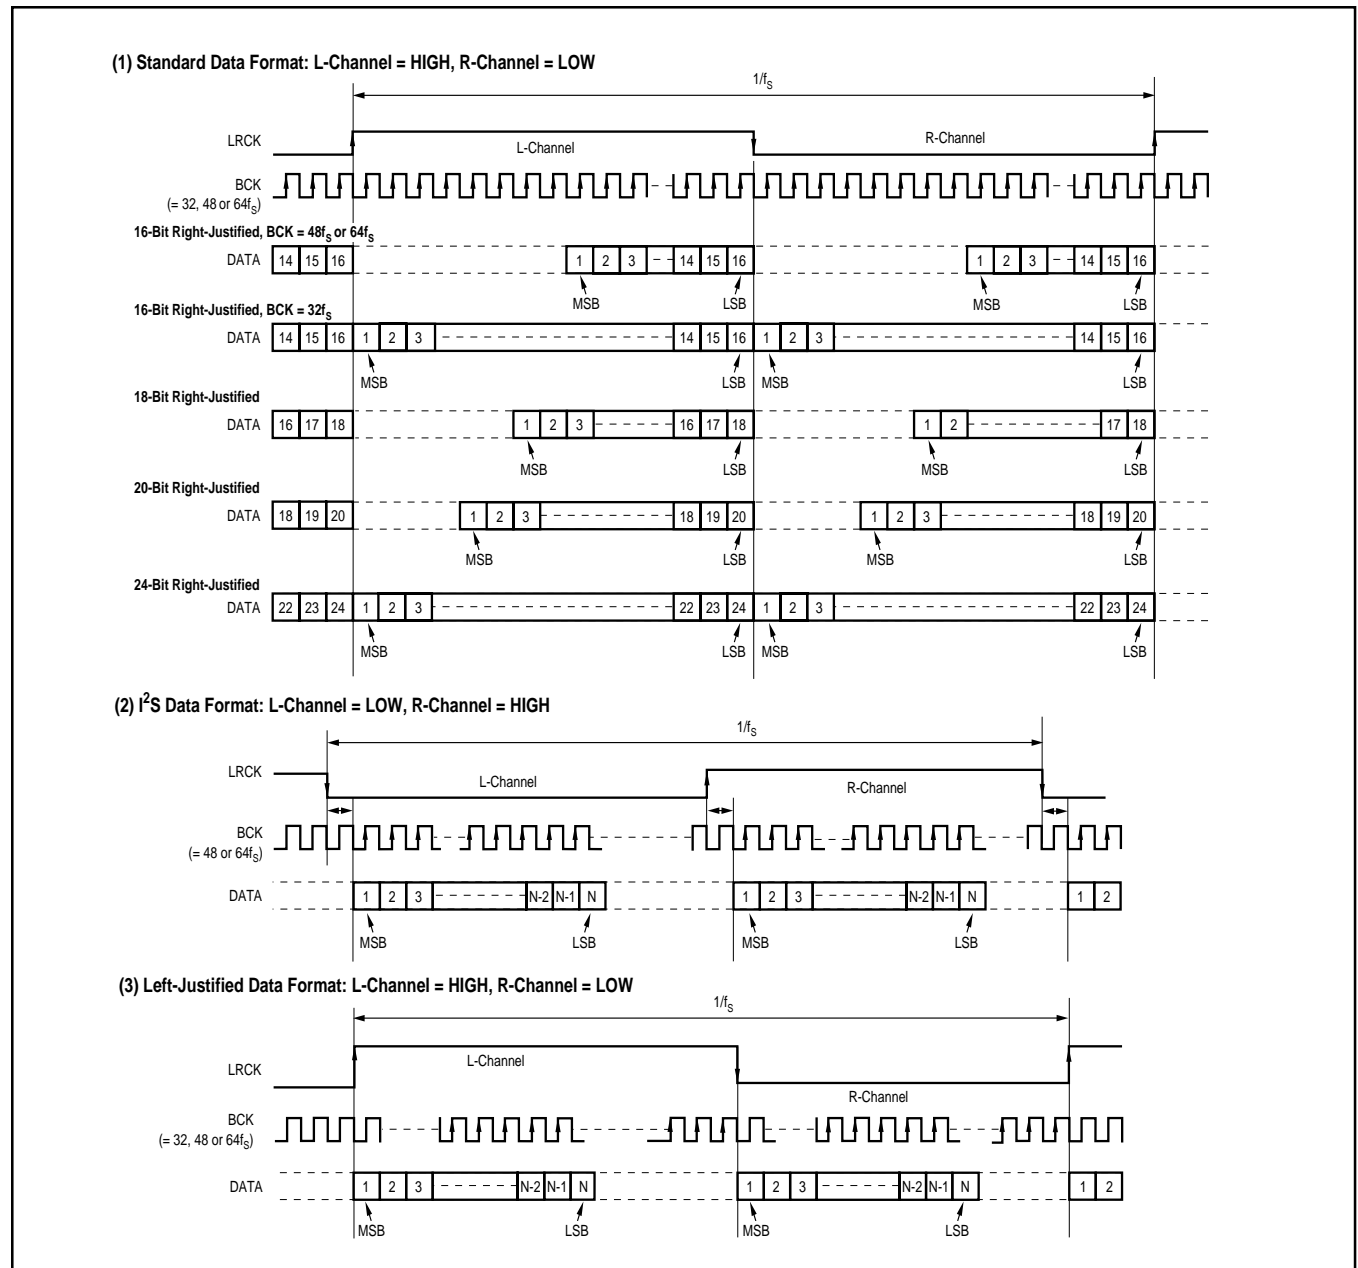 (1) Standard Data Format: L-Channel = HIGH, R-Channel = LOW
1/fS
LRCK
L-Channel
R-Channel
BCK
(= 32, 48 or 64fS)
16-Bit Right-Justified, BCK = 48fS or 64fS
DATA 14 15 16 1 2 3 14 15 16 1 2 3 14 15 16
MSB LSB MSB LSB
16-Bit Right-Justified, BCK = 32fS
DATA 14 15 16 1 2 3 14 15 16 1 2 3 14 15 16
MSB LSB MSB LSB
18-Bit Right-Justified
DATA 16 17 18 1 2 3 16 17 18 1 2 17 18
MSB LSB MSB LSB
20-Bit Right-Justified
DATA 18 19 20 1 2 3 18 19 20 1 2 3 18 19 20
MSB LSB MSB LSB
24-Bit Right-Justified
DATA 22 23 24 1 2 3 22 23 24 1 2 3 22 23 24
MSB LSB MSB LSB
(2) I²S Data Format: L-Channel = LOW, R-Channel = HIGH
1/fS
LRCK
L-Channel
R-Channel
BCK
(= 48 or 64fS)
DATA 1 2 3 N-2 N-1 N 1 2 3 N-2 N-1 N 1 2
MSB LSB MSB LSB
(3) Left-Justified Data Format: L-Channel = HIGH, R-Channel = LOW
1/fS
L-Channel
LRCK
R-Channel
BCK
(= 32, 48 or 64fS)
DATA 1 2 3 N-2 N-1 N 1 2 3 N-2 N-1 N 1 2
MSB LSB MSB LSB